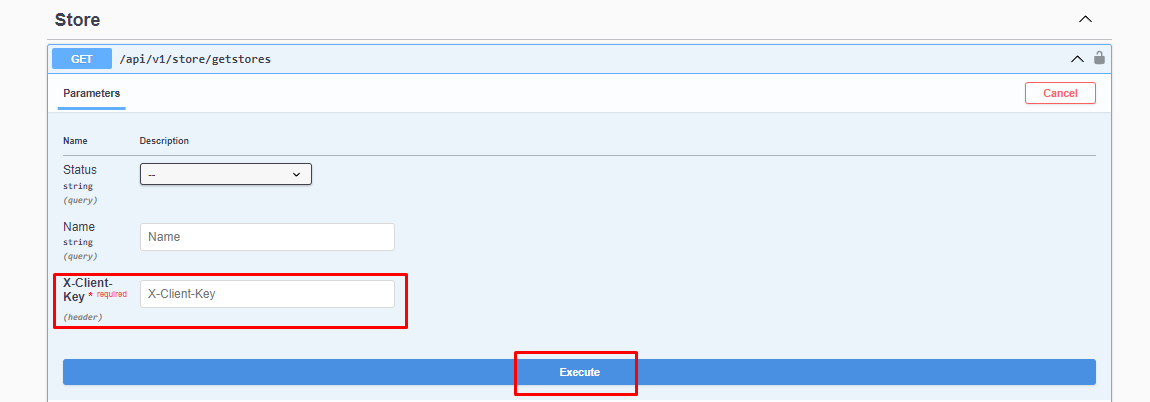 Store
GET /api/v1/store/getstores
Parameters
Cancel
Name Description
Status
string
(query)
--
Name
string
(query)
Name
X-Client-
Key * required
(header)
X-Client-Key
Execute